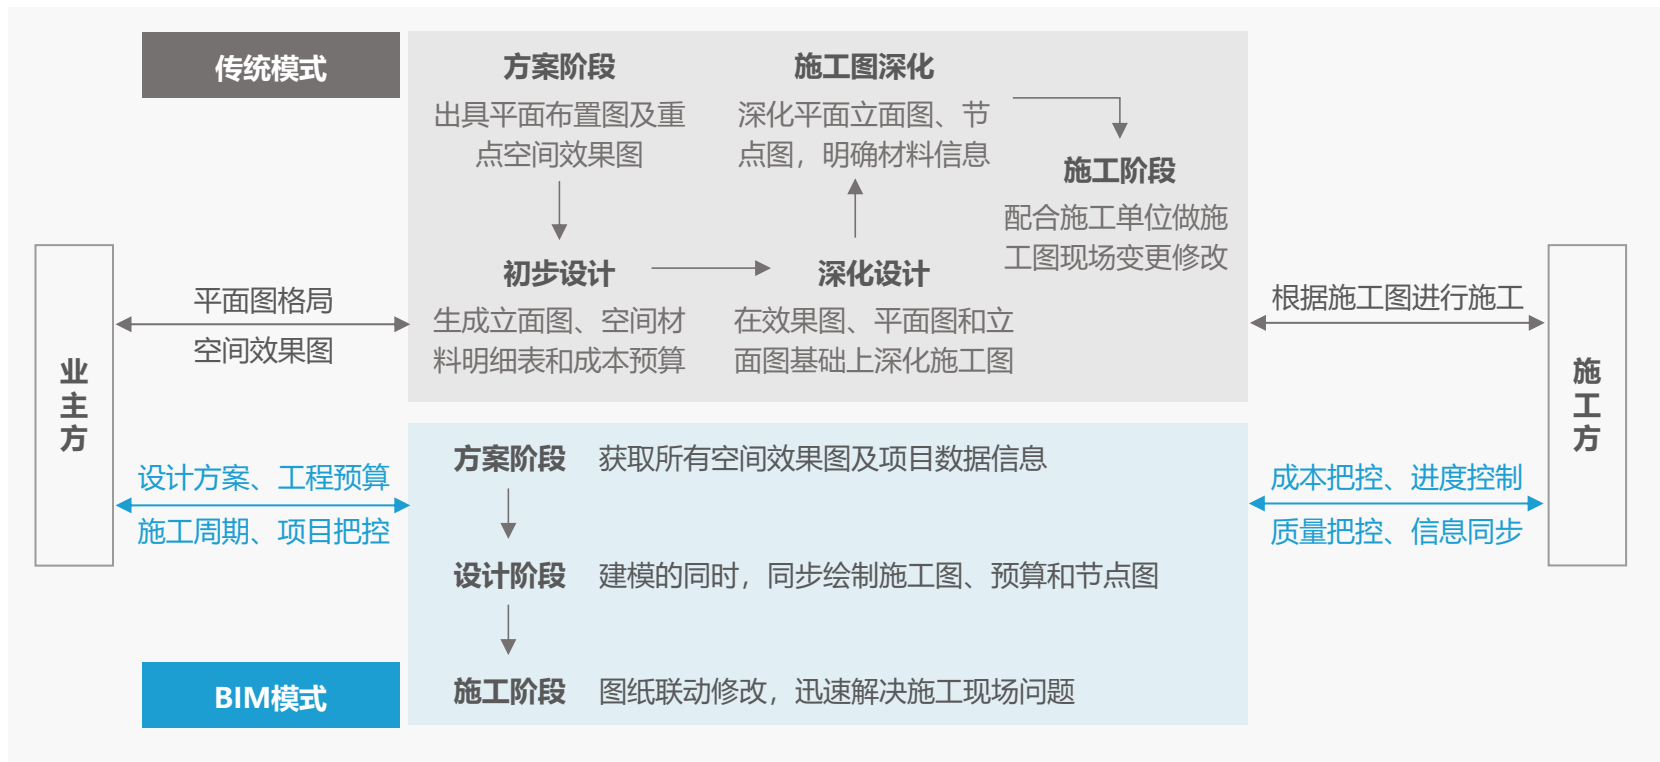 传统模式
方案阶段
出具平面布置图及重
点空间效果图
初步设计
生成立面图、空间材
料明细表和成本预算
深化设计
在效果图、平面图和立
面图基础上深化施工图
施工图深化
深化平面立面图、节
点图，明确材料信息
施工阶段
配合施工单位做施
工图现场变更修改
业主方
平面图格局
空间效果图
设计方案、工程预算
施工周期、项目把控
根据施工图进行施工
成本把控、进度控制
质量把控、信息同步
施工方
BIM模式
方案阶段 获取所有空间效果图及项目数据信息
设计阶段 建模的同时，同步绘制施工图、预算和节点图
施工阶段 图纸联动修改，迅速解决施工现场问题